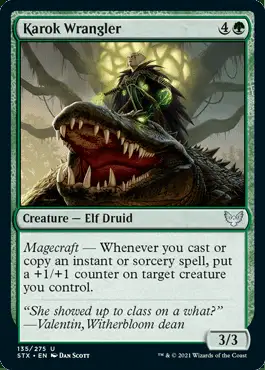 Karok Wrangler 4
Creature — Elf Druid
Magecraft — Whenever you cast or
copy an instant or sorcery spell, put
a +1/+1 counter on target creature
you control.
“She showed up to class on a what?”
—Valentin, Witherbloom dean
3/3
135/275 U
STX • EN DAN SCOTT
™ & © 2021 Wizards of the Coast